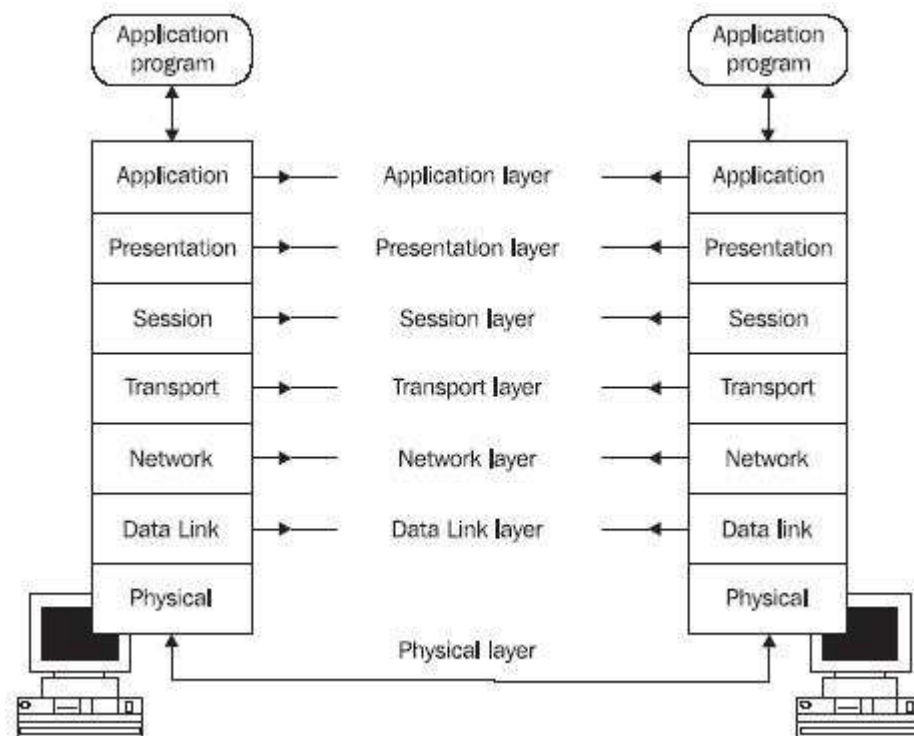 Application
program
Application
program
Application
Application layer
Application
Presentation
Presentation layer
Presentation
Session
Session layer
Session
Transport
Transport layer
Transport
Network
Network layer
Network
Data Link
Data Link layer
Data link
Physical
Physical
Physical layer